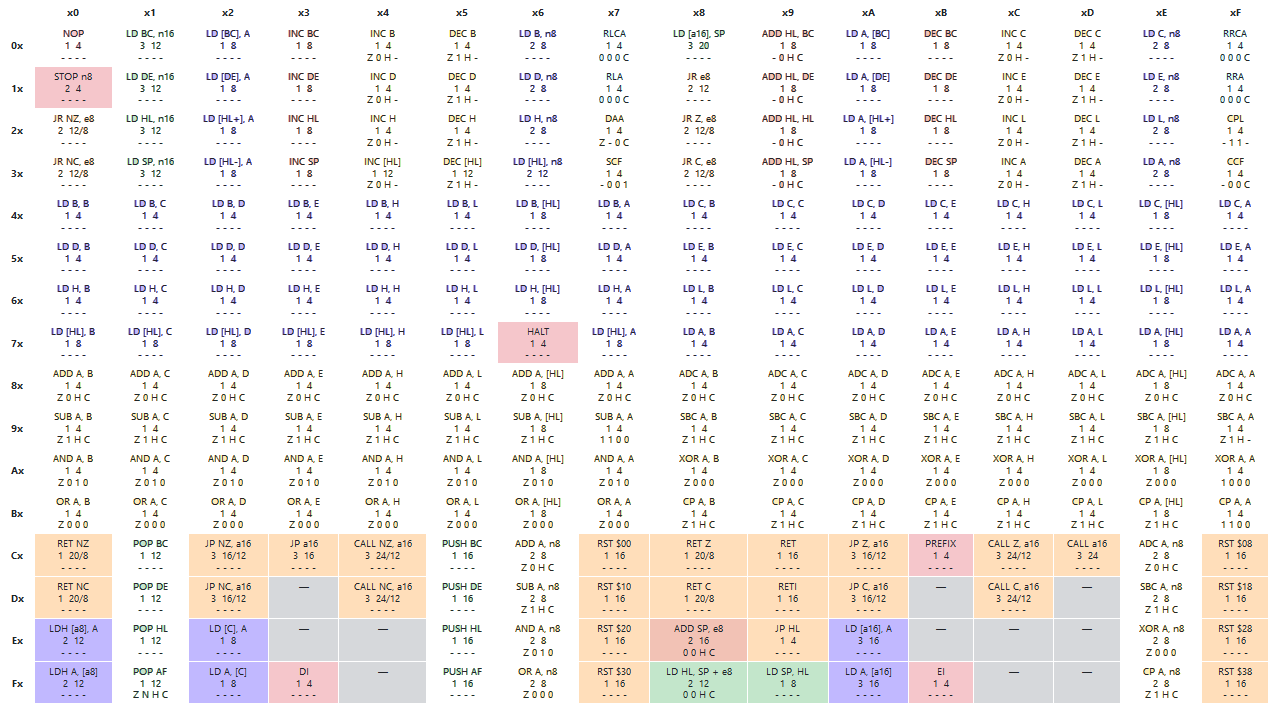 x0 x1 x2 x3 x4 x5 x6 x7 x8 x9 xA xB xC xD xE xF
NOP LD BC, n16 LD [BC], A INC BC INC B DEC B LD B, n8 RLCA LD [a16], SP ADD HL, BC LD A, [BC] DEC BC INC C DEC C LD C, n8 RRCA
0x 1 4 3 12 1 8 1 8 1 4 1 4 2 8 1 4 3 20 1 8 1 8 1 8 1 4 1 4 2 8 1 4
- - - - - - - - - - - - - - - - Z 0 H - Z 1 H - - - - - 0 0 0 C - - - - - 0 H C - - - - - - - - Z 0 H - Z 1 H - - - - - 0 0 0 C
STOP n8 LD DE, n16 LD [DE], A INC DE INC D DEC D LD D, n8 RLA JR e8 ADD HL, DE LD A, [DE] DEC DE INC E DEC E LD E, n8 RRA
1x 2 4 3 12 1 8 1 8 1 4 1 4 2 8 1 4 2 12 1 8 1 8 1 8 1 4 1 4 2 8 1 4
- - - - - - - - - - - - - - - - Z 0 H - Z 1 H - - - - - 0 0 0 C - - - - - 0 H C - - - - - - - - Z 0 H - Z 1 H - - - - - 0 0 0 C
JR NZ, e8 LD HL, n16 LD [HL+], A INC HL INC H DEC H LD H, n8 DAA JR Z, e8 ADD HL, HL LD A, [HL+] DEC HL INC L DEC L LD L, n8 CPL
2x 2 12/8 3 12 1 8 1 8 1 4 1 4 2 8 1 4 2 12/8 1 8 1 8 1 8 1 4 1 4 2 8 1 4
- - - - - - - - - - - - - - - - Z 0 H - Z 1 H - - - - - Z - 0 C - - - - - 0 H C - - - - - - - - Z 0 H - Z 1 H - - - - - - 1 1 -
JR NC, e8 LD SP, n16 LD [HL-], A INC SP INC [HL] DEC [HL] LD [HL], n8 SCF JR C, e8 ADD HL, SP LD A, [HL-] DEC SP INC A DEC A LD A, n8 CCF
3x 2 12/8 3 12 1 8 1 8 1 12 1 12 2 12 1 4 2 12/8 1 8 1 8 1 8 1 4 1 4 2 8 1 4
- - - - - - - - - - - - - - - - Z 0 H - Z 1 H - - - - - - 0 0 1 - - - - - 0 H C - - - - - - - - Z 0 H - Z 1 H - - - - - - 0 0 C
LD B, B LD B, C LD B, D LD B, E LD B, H LD B, L LD B, [HL] LD B, A LD C, B LD C, C LD C, D LD C, E LD C, H LD C, L LD C, [HL] LD C, A
4x 1 4 1 4 1 4 1 4 1 4 1 4 1 8 1 4 1 4 1 4 1 4 1 4 1 4 1 4 1 8 1 4
- - - - - - - - - - - - - - - - - - - - - - - - - - - - - - - - - - - - - - - - - - - - - - - - - - - - - - - - - - - - - - - -
LD D, B LD D, C LD D, D LD D, E LD D, H LD D, L LD D, [HL] LD D, A LD E, B LD E, C LD E, D LD E, E LD E, H LD E, L LD E, [HL] LD E, A
5x 1 4 1 4 1 4 1 4 1 4 1 4 1 8 1 4 1 4 1 4 1 4 1 4 1 4 1 4 1 8 1 4
- - - - - - - - - - - - - - - - - - - - - - - - - - - - - - - - - - - - - - - - - - - - - - - - - - - - - - - - - - - - - - - -
LD H, B LD H, C LD H, D LD H, E LD H, H LD H, L LD H, [HL] LD H, A LD L, B LD L, C LD L, D LD L, E LD L, H LD L, L LD L, [HL] LD L, A
6x 1 4 1 4 1 4 1 4 1 4 1 4 1 8 1 4 1 4 1 4 1 4 1 4 1 4 1 4 1 8 1 4
- - - - - - - - - - - - - - - - - - - - - - - - - - - - - - - - - - - - - - - - - - - - - - - - - - - - - - - - - - - - - - - -
LD [HL], B LD [HL], C LD [HL], D LD [HL], E LD [HL], H LD [HL], L HALT LD [HL], A LD A, B LD A, C LD A, D LD A, E LD A, H LD A, L LD A, [HL] LD A, A
7x 1 8 1 8 1 8 1 8 1 8 1 8 1 4 1 8 1 4 1 4 1 4 1 4 1 4 1 4 1 8 1 4
- - - - - - - - - - - - - - - - - - - - - - - - - - - - - - - - - - - - - - - - - - - - - - - - - - - - - - - - - - - - - - - -
ADD A, B ADD A, C ADD A, D ADD A, E ADD A, H ADD A, L ADD A, [HL] ADD A, A ADC A, B ADC A, C ADC A, D ADC A, E ADC A, H ADC A, L ADC A, [HL] ADC A, A
8x 1 4 1 4 1 4 1 4 1 4 1 4 1 8 1 4 1 4 1 4 1 4 1 4 1 4 1 4 1 8 1 4
Z 0 H C Z 0 H C Z 0 H C Z 0 H C Z 0 H C Z 0 H C Z 0 H C Z 0 H C Z 0 H C Z 0 H C Z 0 H C Z 0 H C Z 0 H C Z 0 H C Z 0 H C Z 0 H C
SUB A, B SUB A, C SUB A, D SUB A, E SUB A, H SUB A, L SUB A, [HL] SUB A, A SBC A, B SBC A, C SBC A, D SBC A, E SBC A, H SBC A, L SBC A, [HL] SBC A, A
9x 1 4 1 4 1 4 1 4 1 4 1 4 1 8 1 4 1 4 1 4 1 4 1 4 1 4 1 4 1 8 1 4
Z 1 H C Z 1 H C Z 1 H C Z 1 H C Z 1 H C Z 1 H C Z 1 H C 1 1 0 0 Z 1 H C Z 1 H C Z 1 H C Z 1 H C Z 1 H C Z 1 H C Z 1 H C Z 1 H -
AND A, B AND A, C AND A, D AND A, E AND A, H AND A, L AND A, [HL] AND A, A XOR A, B XOR A, C XOR A, D XOR A, E XOR A, H XOR A, L XOR A, [HL] XOR A, A
Ax 1 4 1 4 1 4 1 4 1 4 1 4 1 8 1 4 1 4 1 4 1 4 1 4 1 4 1 4 1 8 1 4
Z 0 1 0 Z 0 1 0 Z 0 1 0 Z 0 1 0 Z 0 1 0 Z 0 1 0 Z 0 1 0 Z 0 1 0 Z 0 0 0 Z 0 0 0 Z 0 0 0 Z 0 0 0 Z 0 0 0 Z 0 0 0 Z 0 0 0 1 0 0 0
OR A, B OR A, C OR A, D OR A, E OR A, H OR A, L OR A, [HL] OR A, A CP A, B CP A, C CP A, D CP A, E CP A, H CP A, L CP A, [HL] CP A, A
Bx 1 4 1 4 1 4 1 4 1 4 1 4 1 8 1 4 1 4 1 4 1 4 1 4 1 4 1 4 1 8 1 4
Z 0 0 0 Z 0 0 0 Z 0 0 0 Z 0 0 0 Z 0 0 0 Z 0 0 0 Z 0 0 0 Z 0 0 0 Z 1 H C Z 1 H C Z 1 H C Z 1 H C Z 1 H C Z 1 H C Z 1 H C 1 1 0 0
RET NZ POP BC JP NZ, a16 JP a16 CALL NZ, a16 PUSH BC ADD A, n8 RST $00 RET Z RET JP Z, a16 PREFIX CALL Z, a16 CALL a16 ADC A, n8 RST $08
Cx 1 20/8 1 12 3 16/12 3 16 3 24/12 1 16 2 8 1 16 1 20/8 1 16 3 16/12 1 4 3 24/12 3 24 2 8 1 16
- - - - - - - - - - - - - - - - - - - - - - - - Z 0 H C - - - - - - - - - - - - - - - - - - - - - - - - - - - - Z 0 H C - - - -
RET NC POP DE JP NC, a16 — CALL NC, a16 PUSH DE SUB A, n8 RST $10 RET C RETI JP C, a16 — CALL C, a16 — SBC A, n8 RST $18
Dx 1 20/8 1 12 3 16/12 3 24/12 1 16 2 8 1 16 1 20/8 1 16 3 16/12 3 24/12 2 8 1 16
- - - - - - - - - - - - - - - - - - - - Z 1 H C - - - - - - - - - - - - - - - - - - - - Z 1 H C - - - -
LDH [a8], A POP HL LD [C], A — — PUSH HL AND A, n8 RST $20 ADD SP, e8 JP HL LD [a16], A — — — XOR A, n8 RST $28
Ex 2 12 1 12 1 8 1 16 2 8 1 16 2 16 1 4 3 16 2 8 1 16
- - - - - - - - - - - - - - - - Z 0 1 0 - - - - 0 0 H C - - - - - - - - Z 0 0 0 - - - -
LDH A, [a8] POP AF LD A, [C] DI — PUSH AF OR A, n8 RST $30 LD HL, SP + e8 LD SP, HL LD A, [a16] EI — — CP A, n8 RST $38
Fx 2 12 1 12 1 8 1 4 1 16 2 8 1 16 2 12 1 8 3 16 1 4 2 8 1 16
- - - - Z N H C - - - - - - - - - - - - Z 0 0 0 - - - - 0 0 H C - - - - - - - - - - - - Z 1 H C - - - -